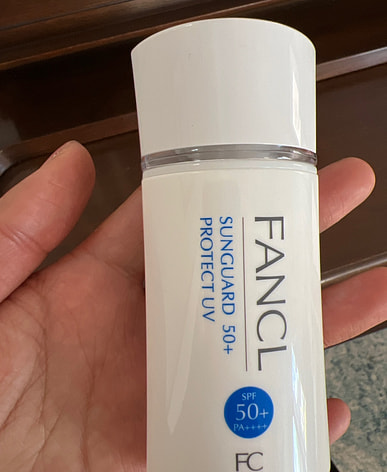 FANCL
SUNGUARD 50+
PROTECT UV
SPF
50+
PA++++
FC